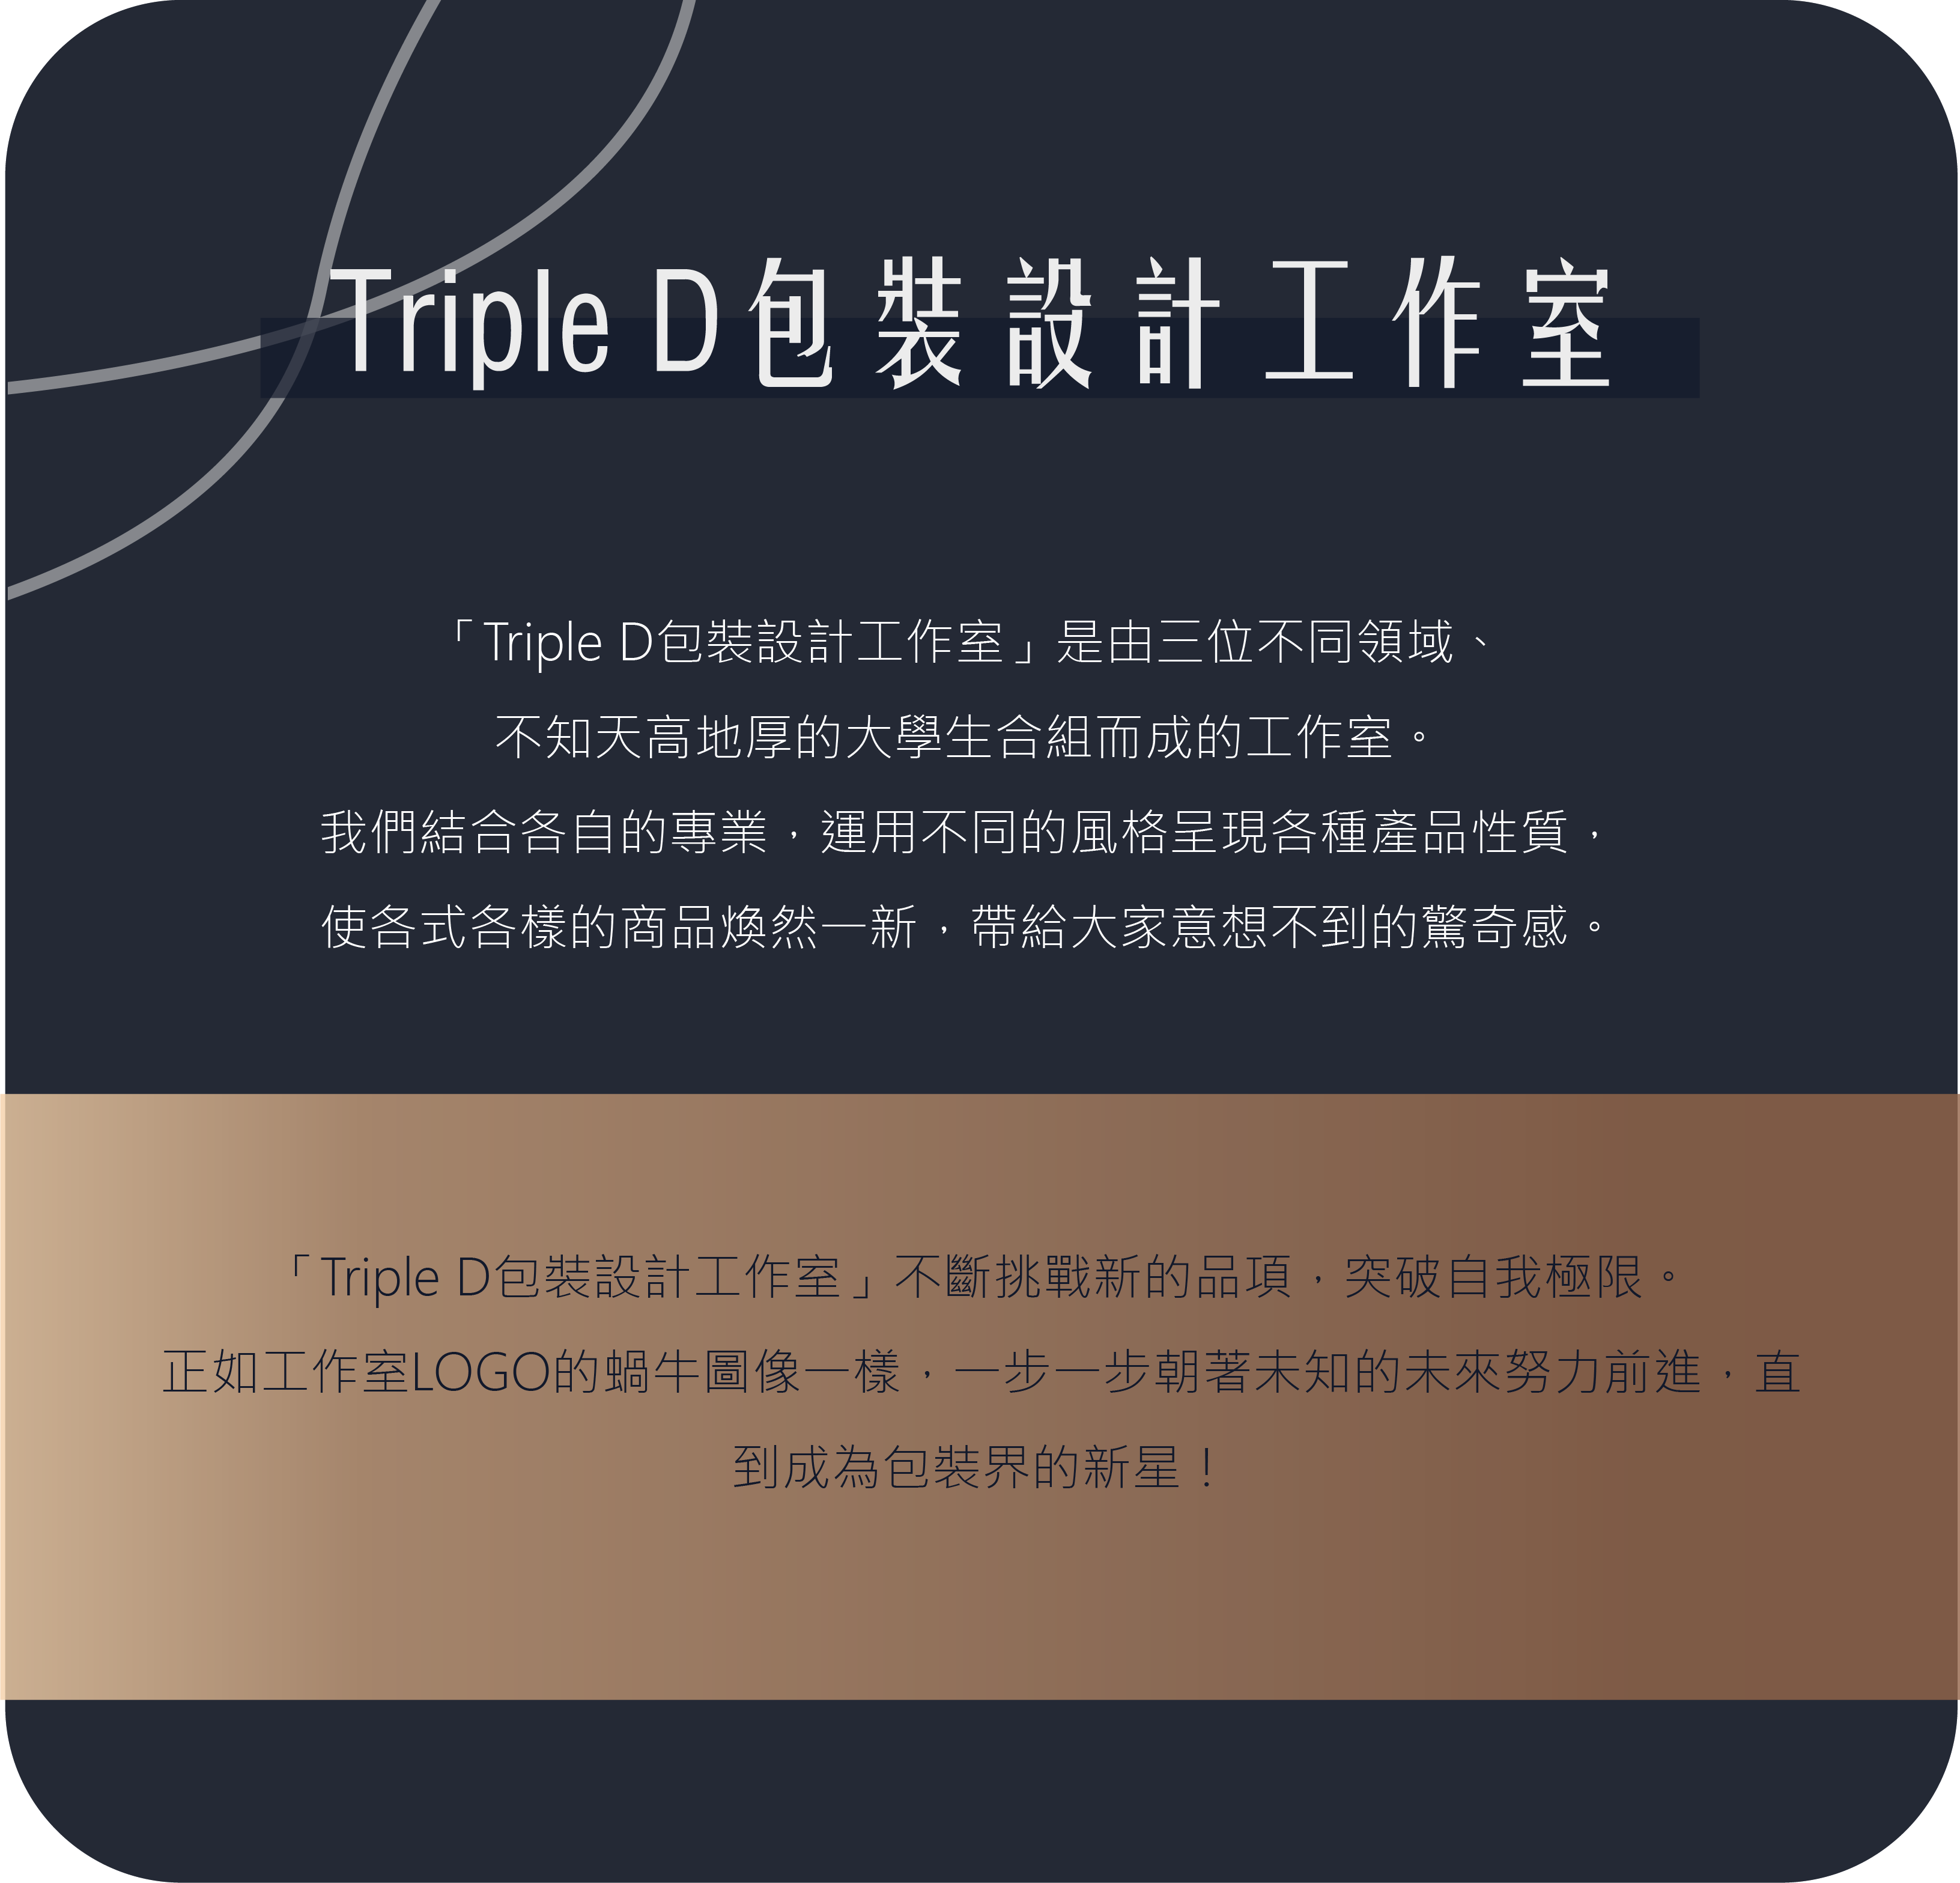 Triple D包裝設計工作室
「Triple D包裝設計工作室」是由三位不同領域、
不知天高地厚的大學生合組而成的工作室。
我們結合各自的專業，運用不同的風格呈現各種產品性質，
使各式各樣的商品煥然一新，帶給大家意想不到的驚奇感。
「Triple D包裝設計工作室」不斷挑戰新的品項，突破自我極限。
正如工作室LOGO的蝸牛圖像一樣，一步一步朝著未知的未來努力前進，直
到成為包裝界的新星！